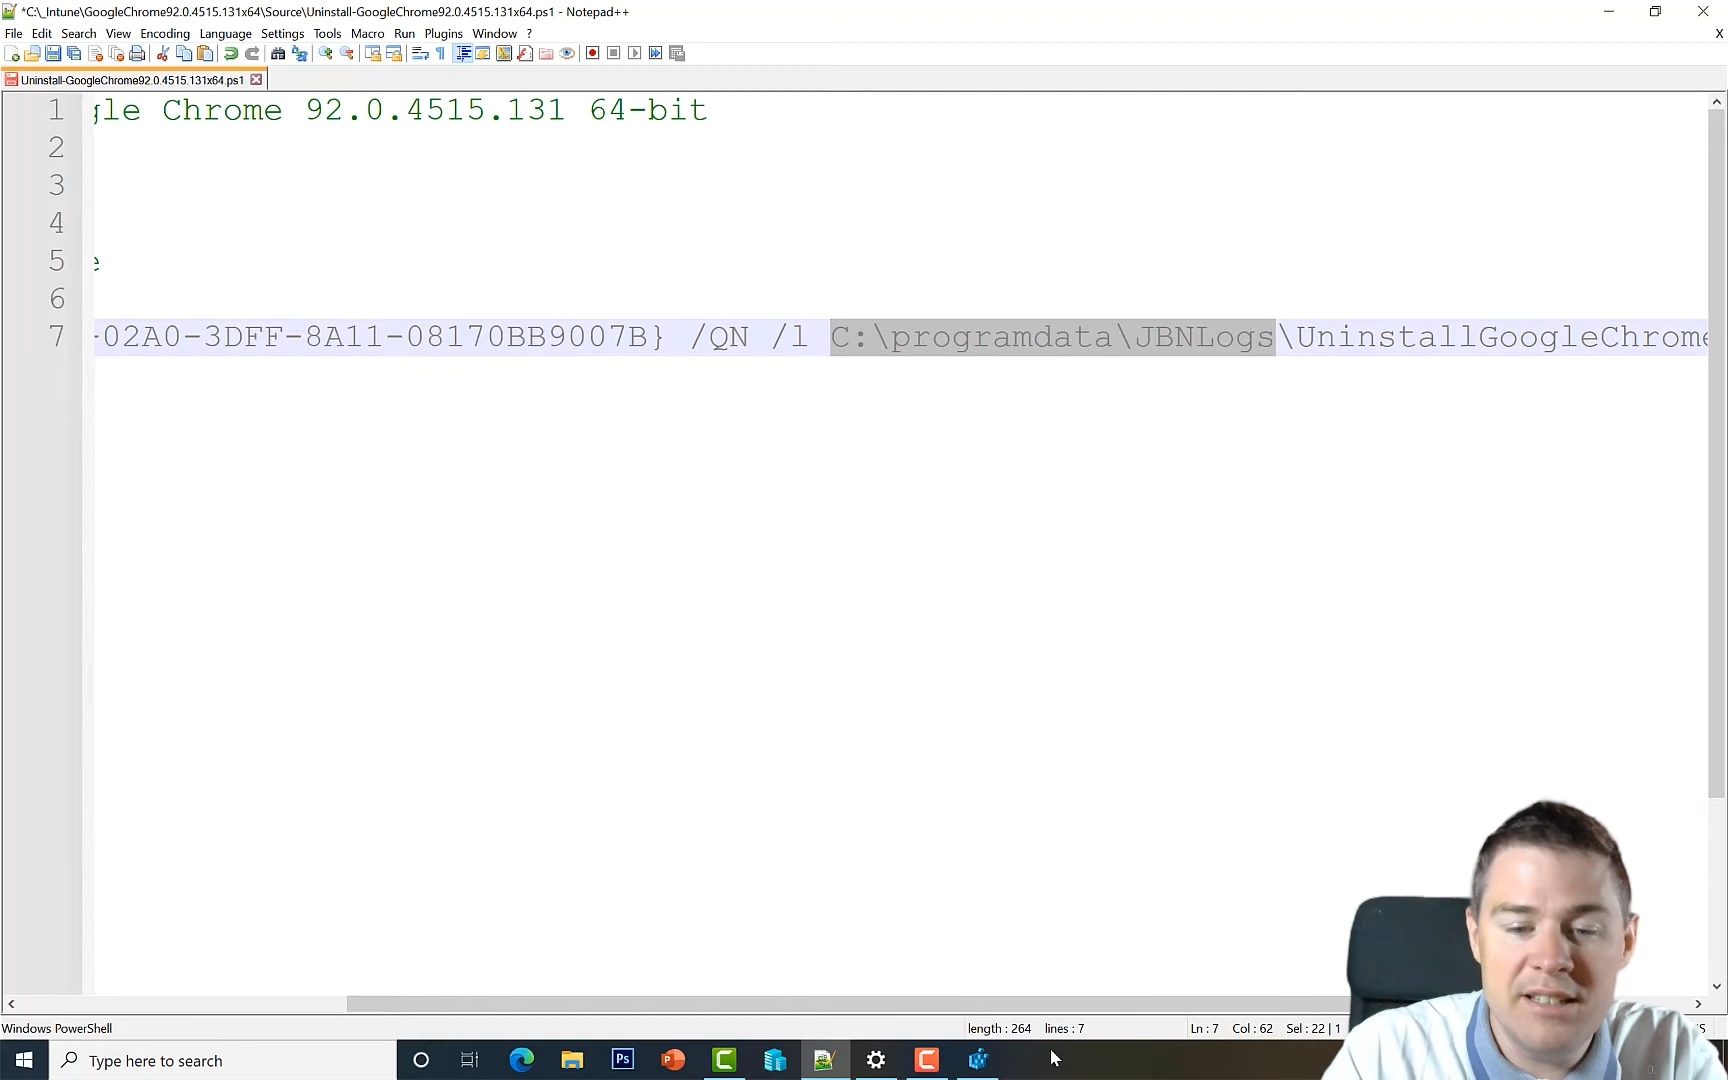 *C:\_Intune\GoogleChrome92.0.4515.131x64\Source\Uninstall-GoogleChrome92.0.4515.131x64.ps1 - Notepad++
File Edit Search View Encoding Language Settings Tools Macro Run Plugins Window ? X
Uninstall-GoogleChrome92.0.4515.131x64.ps1
1 gle Chrome 92.0.4515.131 64-bit
2
3
4
5 e
6
7 -02A0-3DFF-8A11-08170BB9007B} /QN /l C:\programdata\JBNLogs\UninstallGoogleChrome
Windows PowerShell length : 264 lines : 7 Ln : 7 Col : 62 Sel : 22 | 1
Type here to search Ps P